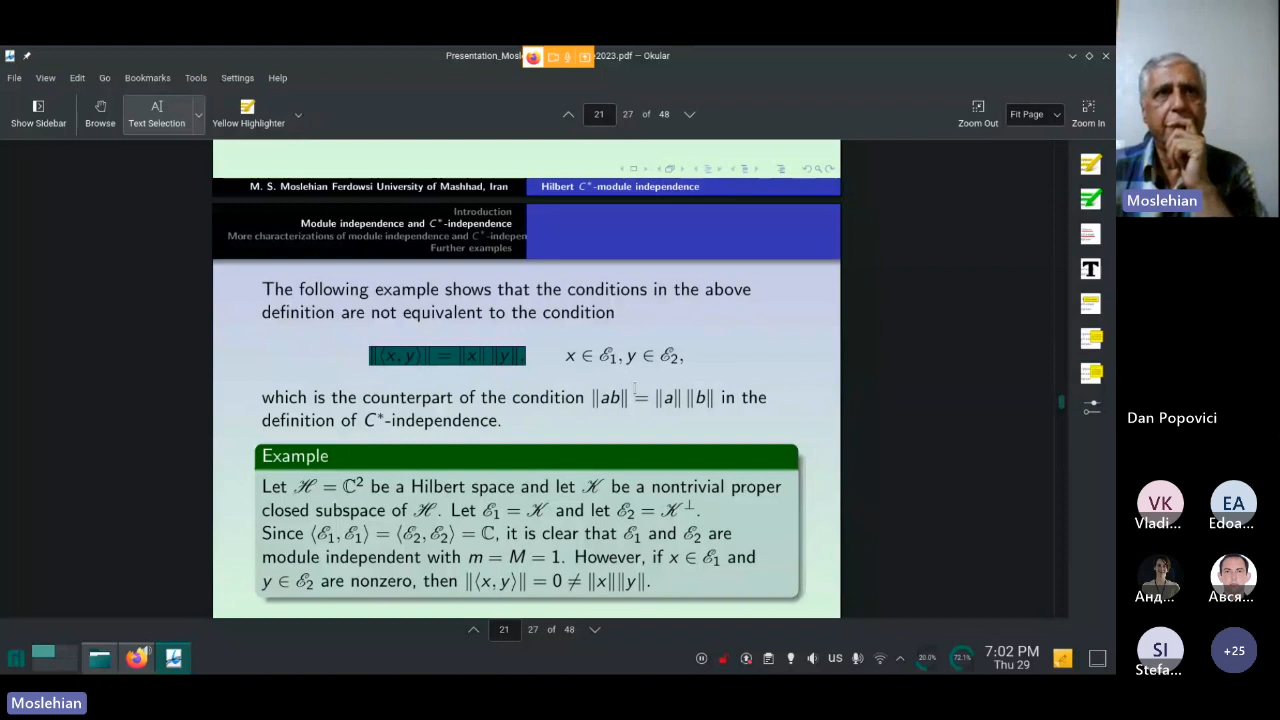 Presentation_Mosl
2023.pdf — Okular
File View Edit Go Bookmarks Tools Settings Help
Show Sidebar
Browse
Text Selection
Yellow Highlighter
21 27 of 48
Zoom Out
Fit Page
Zoom In
M. S. Moslehian Ferdowsi University of Mashhad, Iran
Hilbert C*-module independence
Introduction
Module independence and C*-independence
More characterizations of module independence and C*-indepen
Further examples
The following example shows that the conditions in the above
definition are not equivalent to the condition
‖⟨x, y⟩‖ = ‖x‖ ‖y‖, x ∈ ℰ₁, y ∈ ℰ₂,
which is the counterpart of the condition ‖ab‖ = ‖a‖ ‖b‖ in the
definition of C*-independence.
Example
Let ℋ = ℂ² be a Hilbert space and let 𝒦 be a nontrivial proper
closed subspace of ℋ. Let ℰ₁ = 𝒦 and let ℰ₂ = 𝒦⊥.
Since ⟨ℰ₁, ℰ₁⟩ = ⟨ℰ₂, ℰ₂⟩ = ℂ, it is clear that ℰ₁ and ℰ₂ are
module independent with m = M = 1. However, if x ∈ ℰ₁ and
y ∈ ℰ₂ are nonzero, then ‖⟨x, y⟩‖ = 0 ≠ ‖x‖‖y‖.
21 27 of 48
US
20.0%
72.1%
7:02 PM
Thu 29
Moslehian
Dan Popovici
VK
Vladi...
EA
Edoa...
Анд...
Ався...
SI
Stefa...
+25
Moslehian